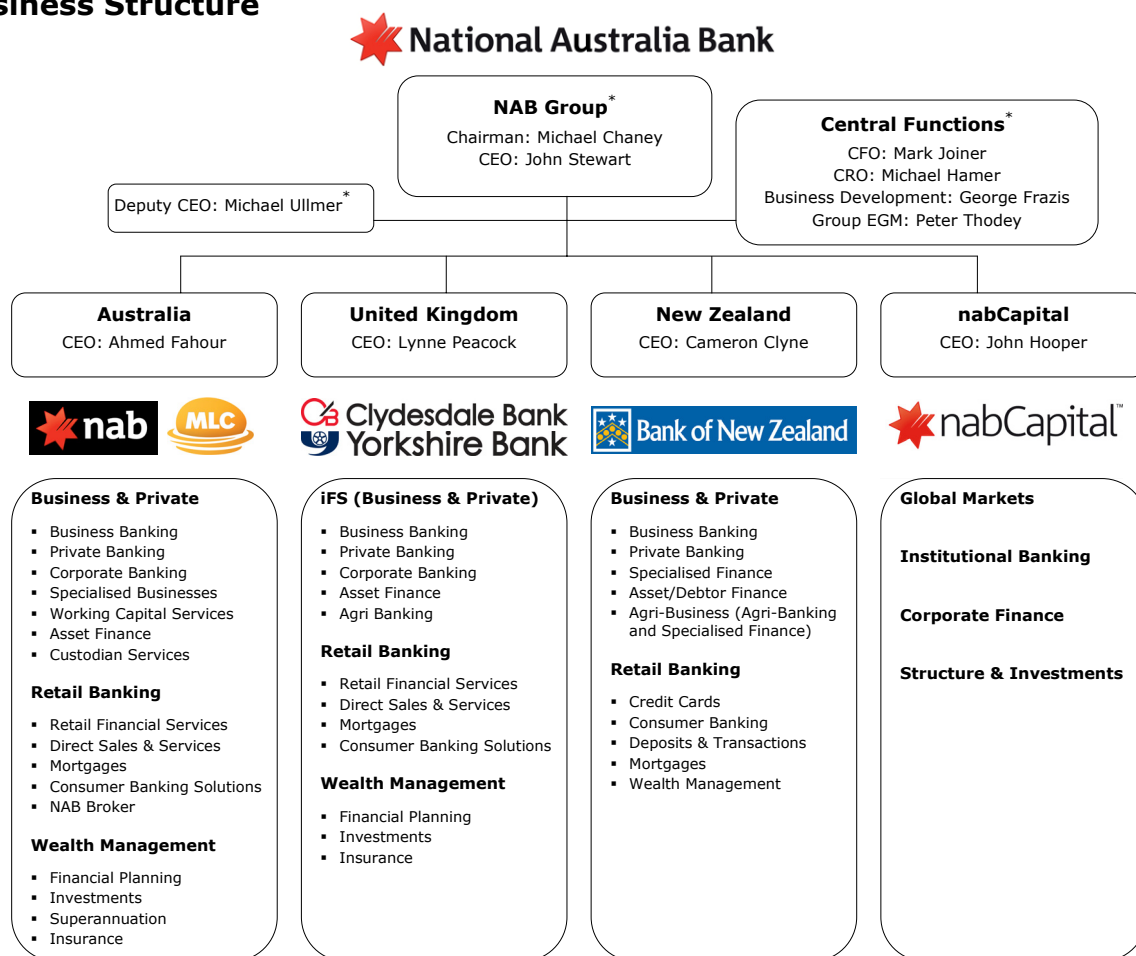 siness Structure
National Australia Bank
NAB Group*
Chairman: Michael Chaney
CEO: John Stewart
Central Functions*
CFO: Mark Joiner
CRO: Michael Hamer
Business Development: George Frazis
Group EGM: Peter Thodey
Deputy CEO: Michael Ullmer*
Australia
CEO: Ahmed Fahour
United Kingdom
CEO: Lynne Peacock
New Zealand
CEO: Cameron Clyne
nabCapital
CEO: John Hooper
nab
MLC
CB Clydesdale Bank
Yorkshire Bank
Bank of New Zealand
nabCapital™
Business & Private
▪ Business Banking
▪ Private Banking
▪ Corporate Banking
▪ Specialised Businesses
▪ Working Capital Services
▪ Asset Finance
▪ Custodian Services
Retail Banking
▪ Retail Financial Services
▪ Direct Sales & Services
▪ Mortgages
▪ Consumer Banking Solutions
▪ NAB Broker
Wealth Management
▪ Financial Planning
▪ Investments
▪ Superannuation
▪ Insurance
iFS (Business & Private)
▪ Business Banking
▪ Private Banking
▪ Corporate Banking
▪ Asset Finance
▪ Agri Banking
Retail Banking
▪ Retail Financial Services
▪ Direct Sales & Services
▪ Mortgages
▪ Consumer Banking Solutions
Wealth Management
▪ Financial Planning
▪ Investments
▪ Insurance
Business & Private
▪ Business Banking
▪ Private Banking
▪ Specialised Finance
▪ Asset/Debtor Finance
▪ Agri-Business (Agri-Banking
and Specialised Finance)
Retail Banking
▪ Credit Cards
▪ Consumer Banking
▪ Deposits & Transactions
▪ Mortgages
▪ Wealth Management
Global Markets
Institutional Banking
Corporate Finance
Structure & Investments